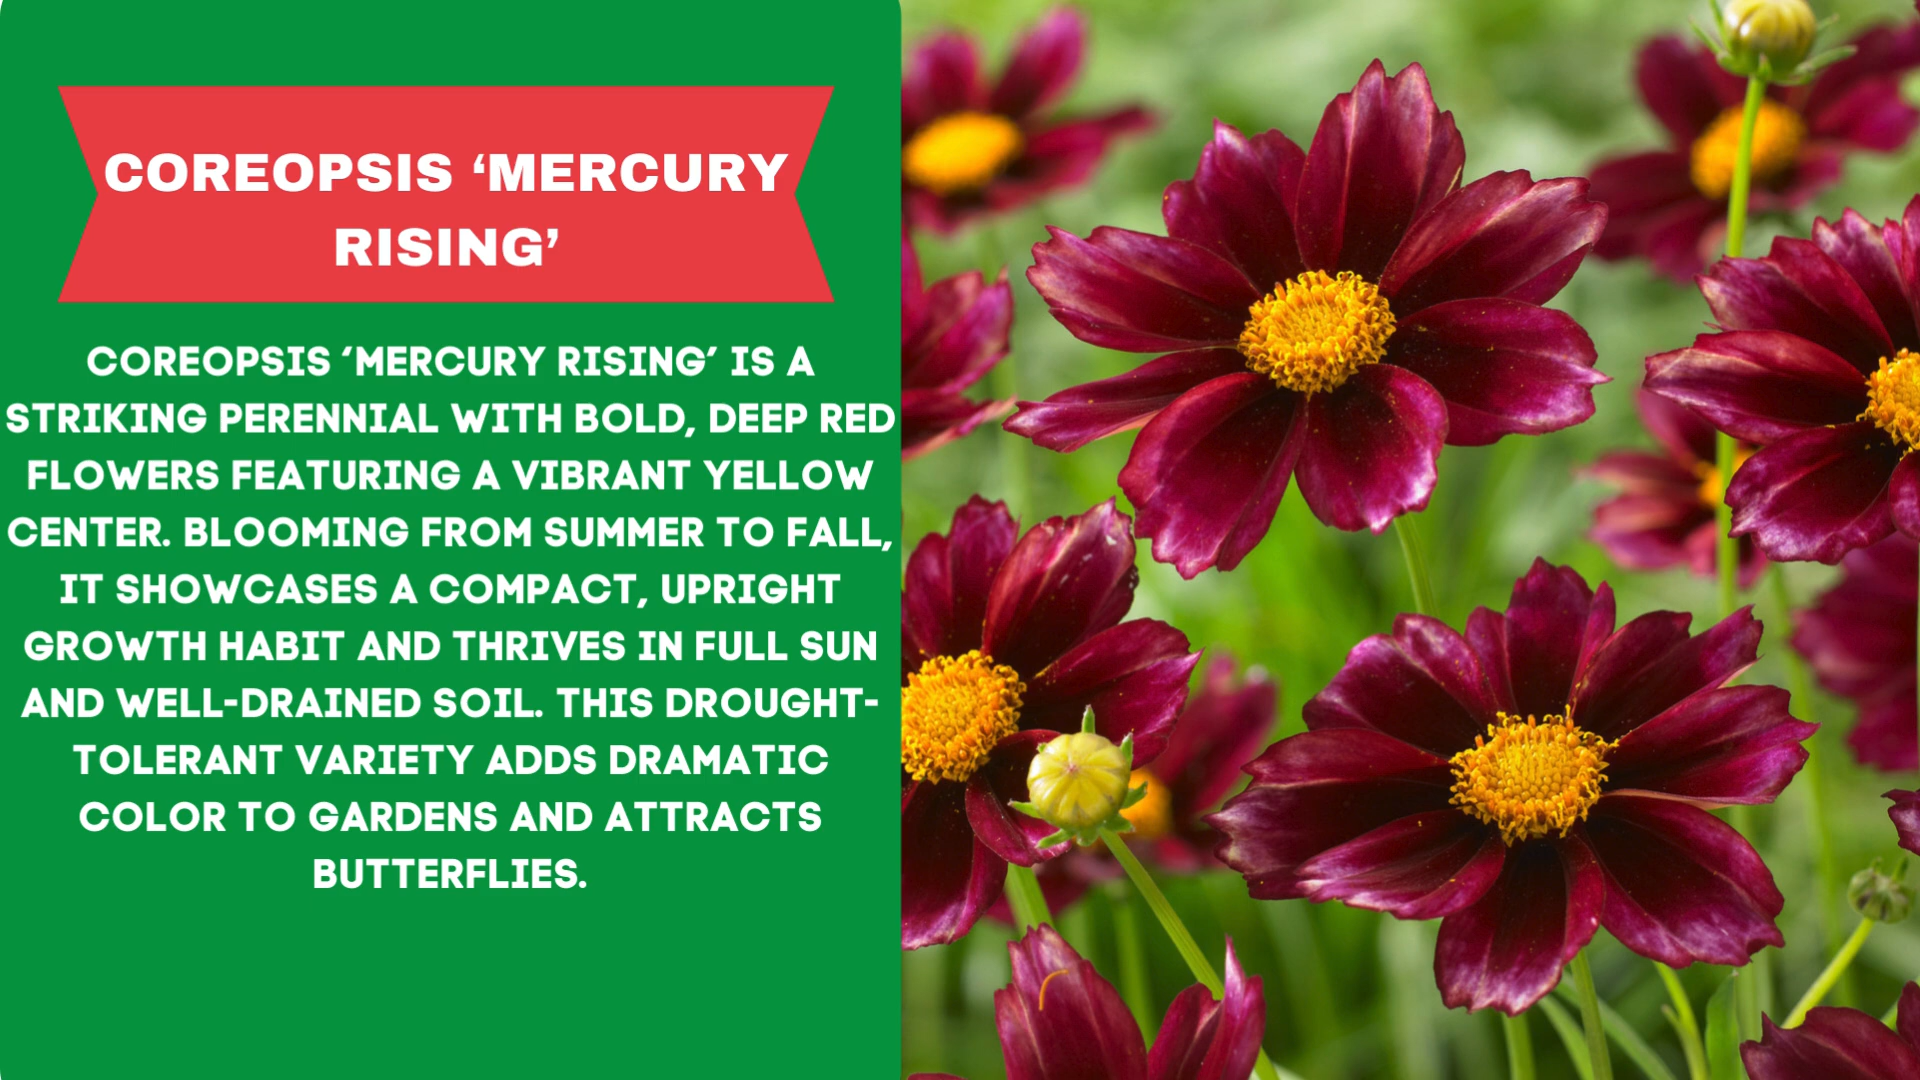 COREOPSIS ‘MERCURY
RISING’
COREOPSIS ‘MERCURY RISING’ IS A
STRIKING PERENNIAL WITH BOLD, DEEP RED
FLOWERS FEATURING A VIBRANT YELLOW
CENTER. BLOOMING FROM SUMMER TO FALL,
IT SHOWCASES A COMPACT, UPRIGHT
GROWTH HABIT AND THRIVES IN FULL SUN
AND WELL-DRAINED SOIL. THIS DROUGHT-
TOLERANT VARIETY ADDS DRAMATIC
COLOR TO GARDENS AND ATTRACTS
BUTTERFLIES.